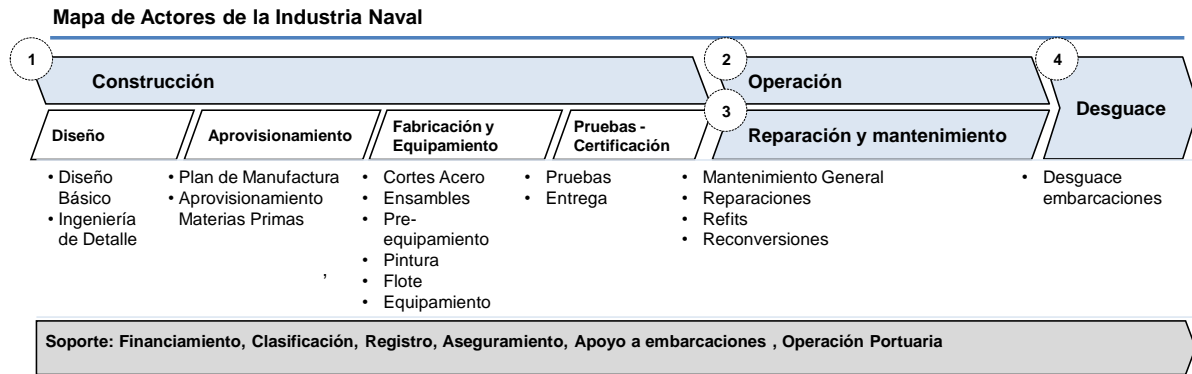 Mapa de Actores de la Industria Naval
1
Construcción
2
Operación
4
Desguace
Diseño
Aprovisionamiento
Fabricación y
Equipamiento
Pruebas -
Certificación
3
Reparación y mantenimiento
• Diseño
Básico
• Ingeniería
de Detalle
• Plan de Manufactura
• Aprovisionamiento
Materias Primas
,
• Cortes Acero
• Ensambles
• Pre-
equipamiento
• Pintura
• Flote
• Equipamiento
• Pruebas
• Entrega
• Mantenimiento General
• Reparaciones
• Refits
• Reconversiones
• Desguace
embarcaciones
Soporte: Financiamiento, Clasificación, Registro, Aseguramiento, Apoyo a embarcaciones , Operación Portuaria